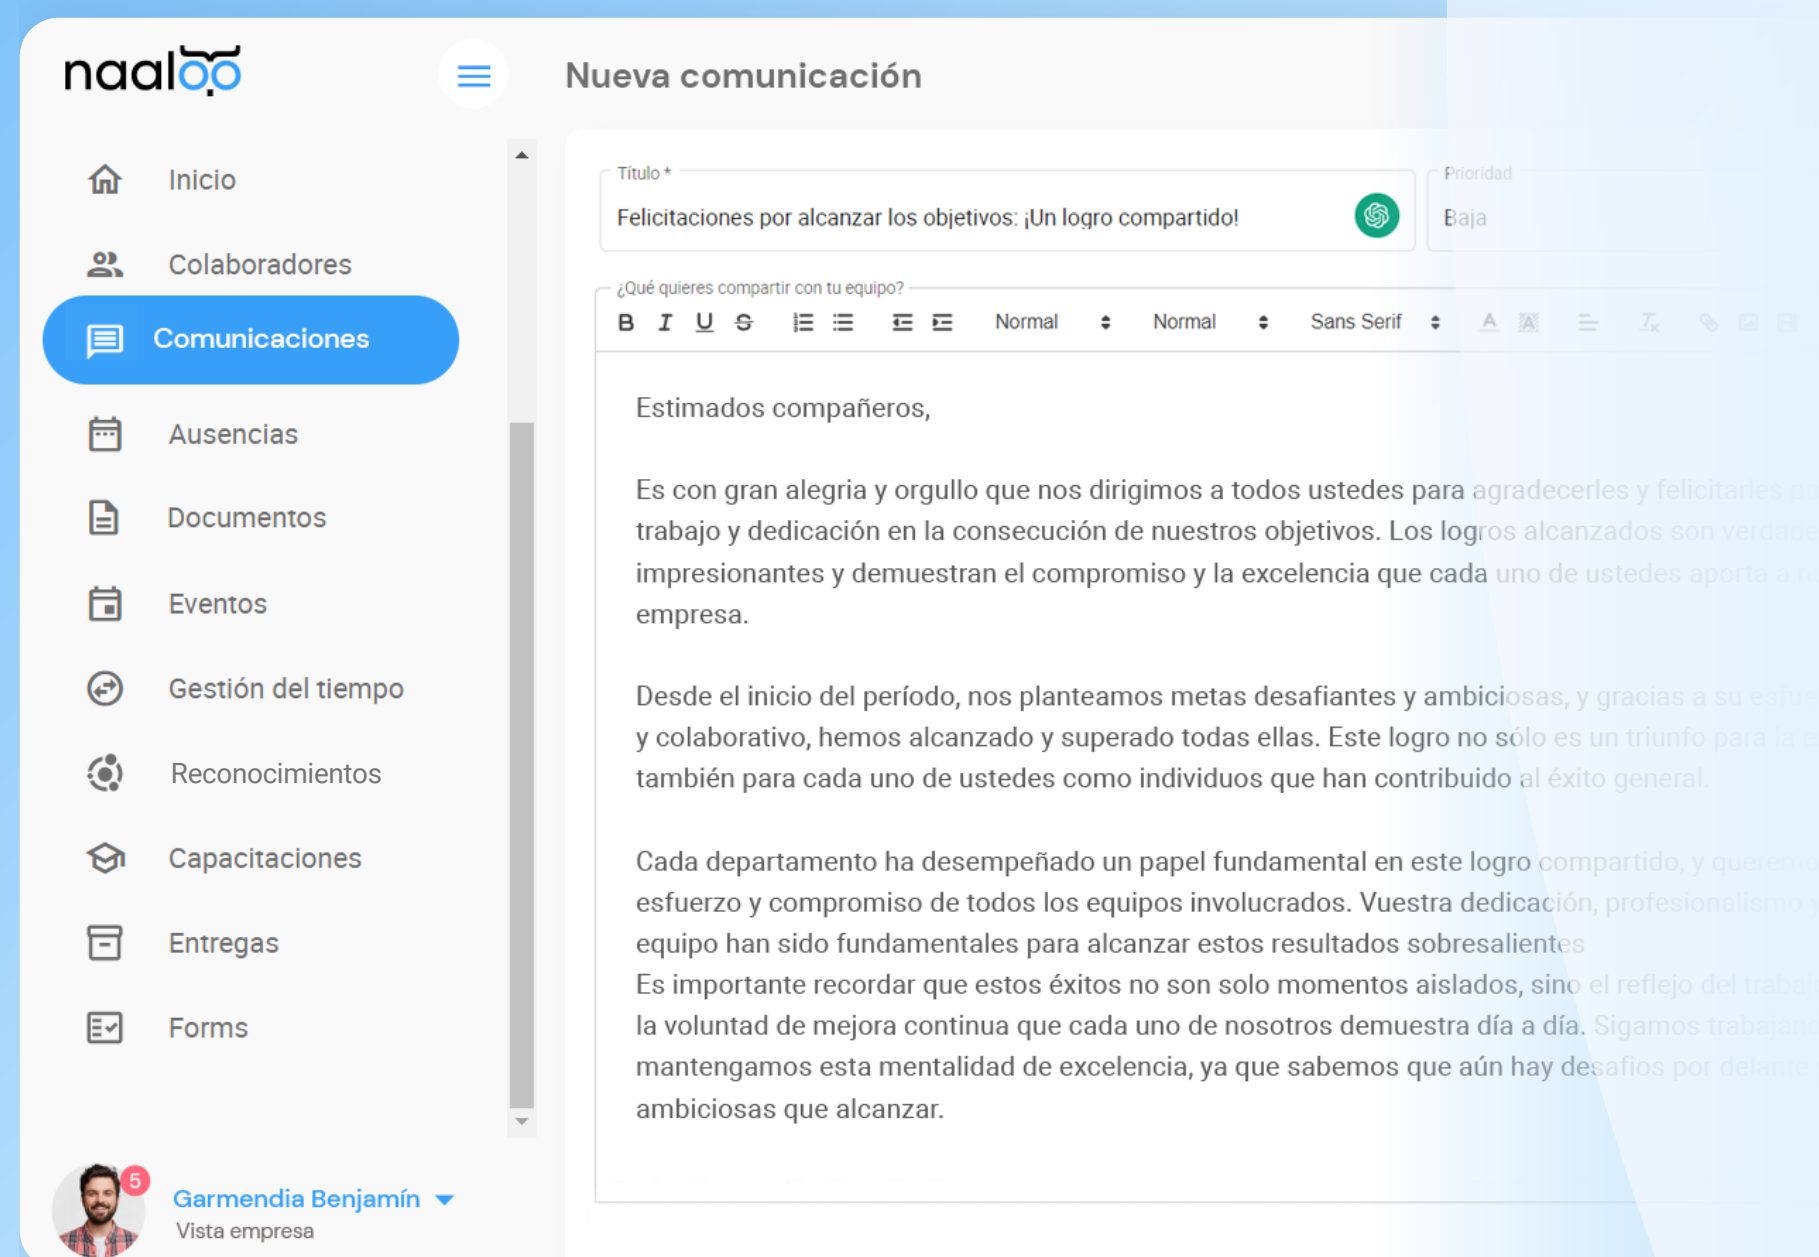 naaloo
Nueva comunicación
Inicio
Colaboradores
Comunicaciones
Ausencias
Documentos
Eventos
Gestión del tiempo
Reconocimientos
Capacitaciones
Entregas
Forms
5
Garmendia Benjamín
Vista empresa
Título *
Felicitaciones por alcanzar los objetivos: ¡Un logro compartido!
Prioridad
Baja
¿Qué quieres compartir con tu equipo?
B I U S Normal Normal Sans Serif A A Tx
Estimados compañeros,
Es con gran alegria y orgullo que nos dirigimos a todos ustedes para agradecerles y felicitarles
trabajo y dedicación en la consecución de nuestros objetivos. Los logros alcanzados son
impresionantes y demuestran el compromiso y la excelencia que cada uno de ustedes aporta a
empresa.
Desde el inicio del período, nos planteamos metas desafiantes y ambiciosas, y gracias a su
y colaborativo, hemos alcanzado y superado todas ellas. Este logro no sólo es un triunfo para la
también para cada uno de ustedes como individuos que han contribuido al éxito general.
Cada departamento ha desempeñado un papel fundamental en este logro compartido, y
esfuerzo y compromiso de todos los equipos involucrados. Vuestra dedicación, profesionalismo y
equipo han sido fundamentales para alcanzar estos resultados sobresalientes
Es importante recordar que estos éxitos no son solo momentos aislados, sino el reflejo del
la voluntad de mejora continua que cada uno de nosotros demuestra día a día. Sigamos
mantengamos esta mentalidad de excelencia, ya que sabemos que aún hay desafios por delante
ambiciosas que alcanzar.